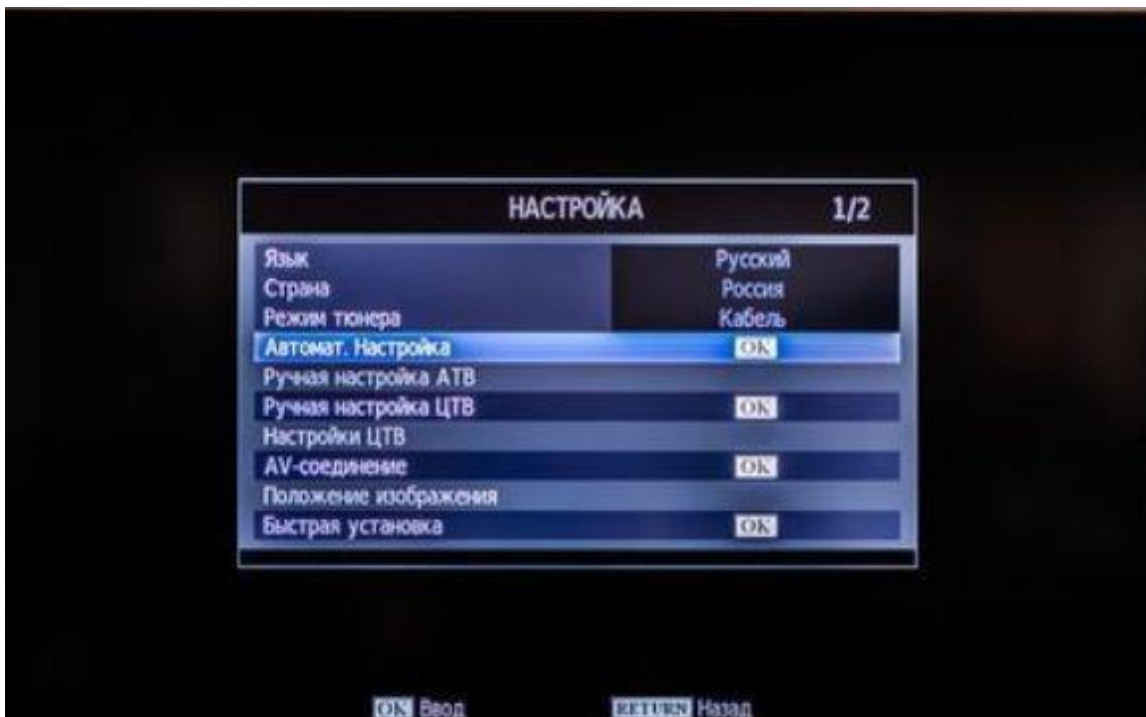 НАСТРОЙКА 1/2
Язык Русский
Страна Россия
Режим тюнера Кабель
Автомат. Настройка OK
Ручная настройка АТВ
Ручная настройка ЦТВ OK
Настройки ЦТВ
AV-соединение OK
Положение изображения
Быстрая установка OK
OK Ввод RETURN Назад